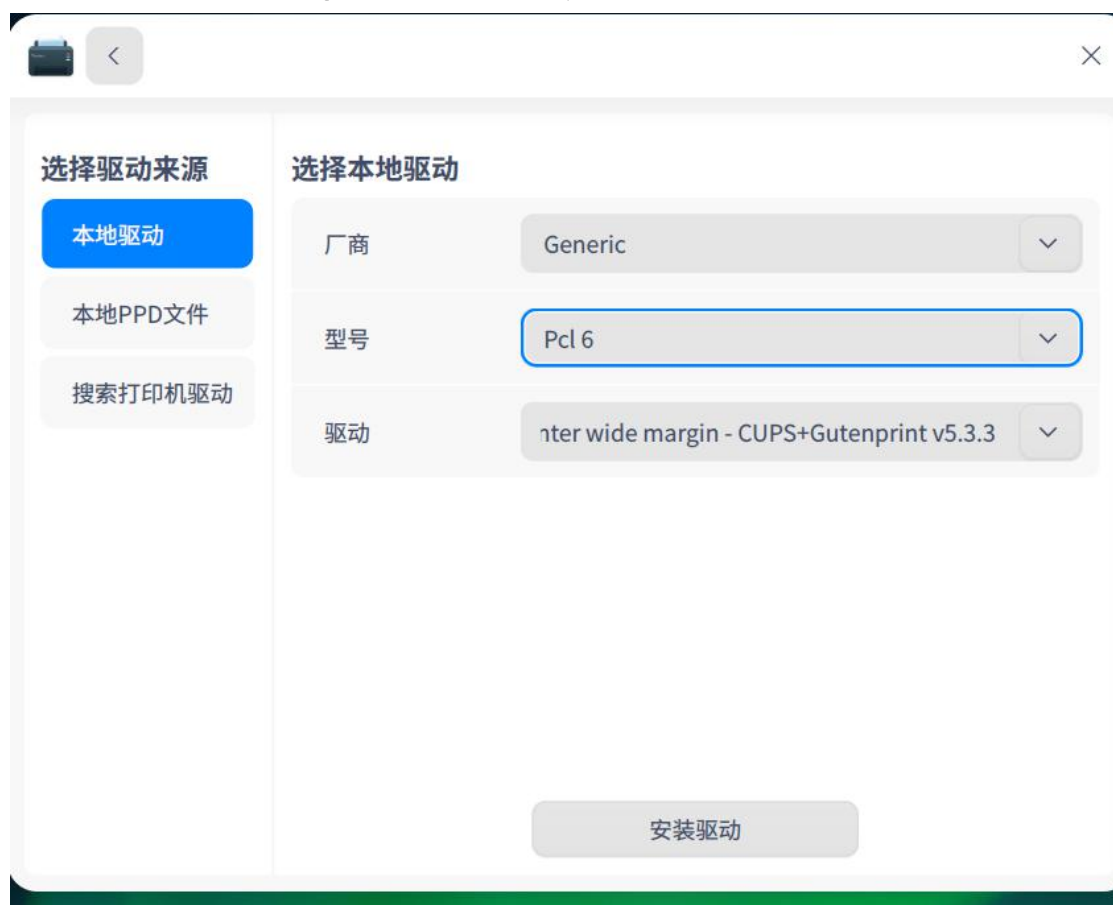 选择驱动来源
本地驱动
本地PPD文件
搜索打印机驱动
选择本地驱动
厂商 Generic
型号 Pcl 6
驱动 nter wide margin - CUPS+Gutenprint v5.3.3
安装驱动